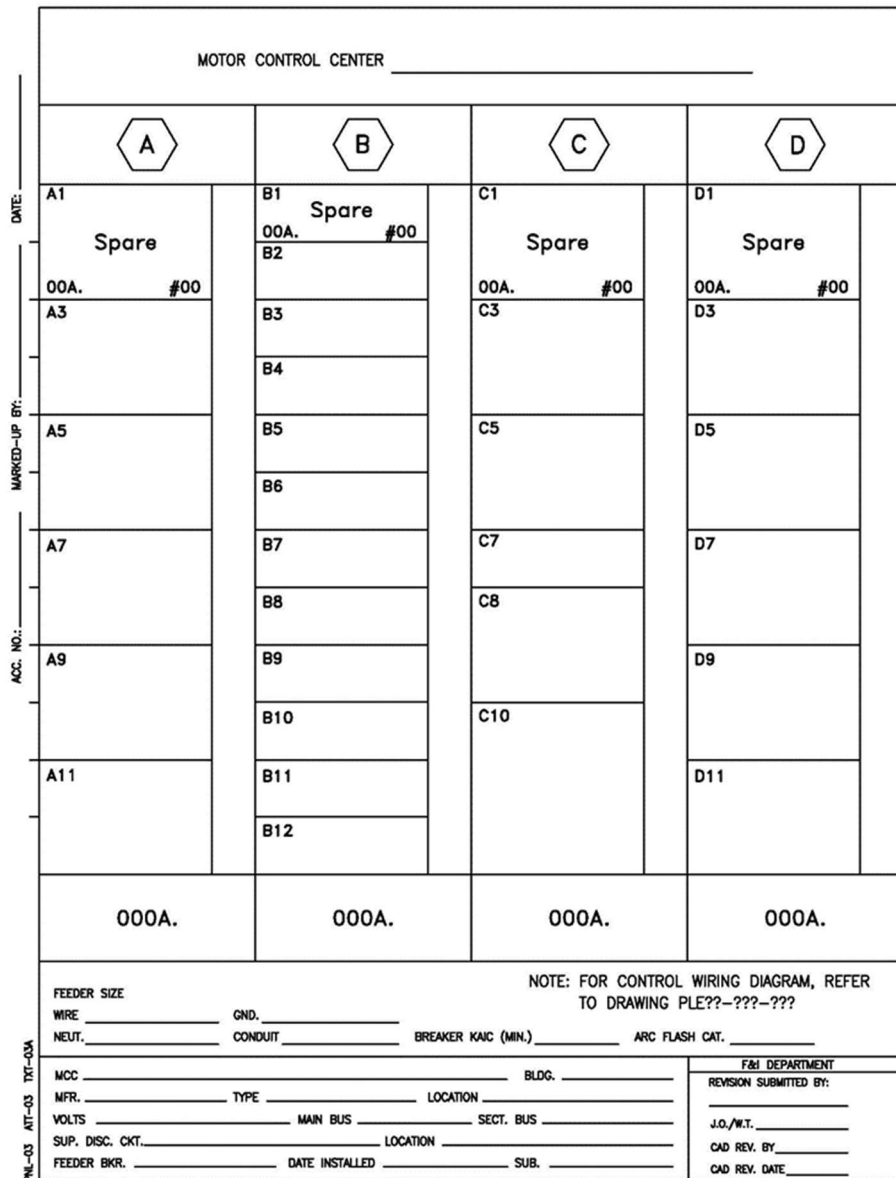 MOTOR CONTROL CENTER
A B C D
A1
Spare
00A. #00
A3
A5
A7
A9
A11
B1
Spare
00A. #00
B2
B3
B4
B5
B6
B7
B8
B9
B10
B11
B12
C1
Spare
00A. #00
C3
C5
C7
C8
C10
D1
Spare
00A. #00
D3
D5
D7
D9
D11
000A. 000A. 000A. 000A.
NOTE: FOR CONTROL WIRING DIAGRAM, REFER
TO DRAWING PLE??-???-???
FEEDER SIZE
WIRE GND.
NEUT. CONDUIT BREAKER KAIC (MIN.) ARC FLASH CAT.
MCC BLDG.
MFR. TYPE LOCATION
VOLTS MAIN BUS SECT. BUS
SUP. DISC. CKT. LOCATION
FEEDER BKR. DATE INSTALLED SUB.
F&I DEPARTMENT
REVISION SUBMITTED BY:
J.O./W.T.
CAD REV. BY
CAD REV. DATE
PNL-03 ATT-03 TXT-03A
ACC. NO.: MARKED-UP BY: DATE: